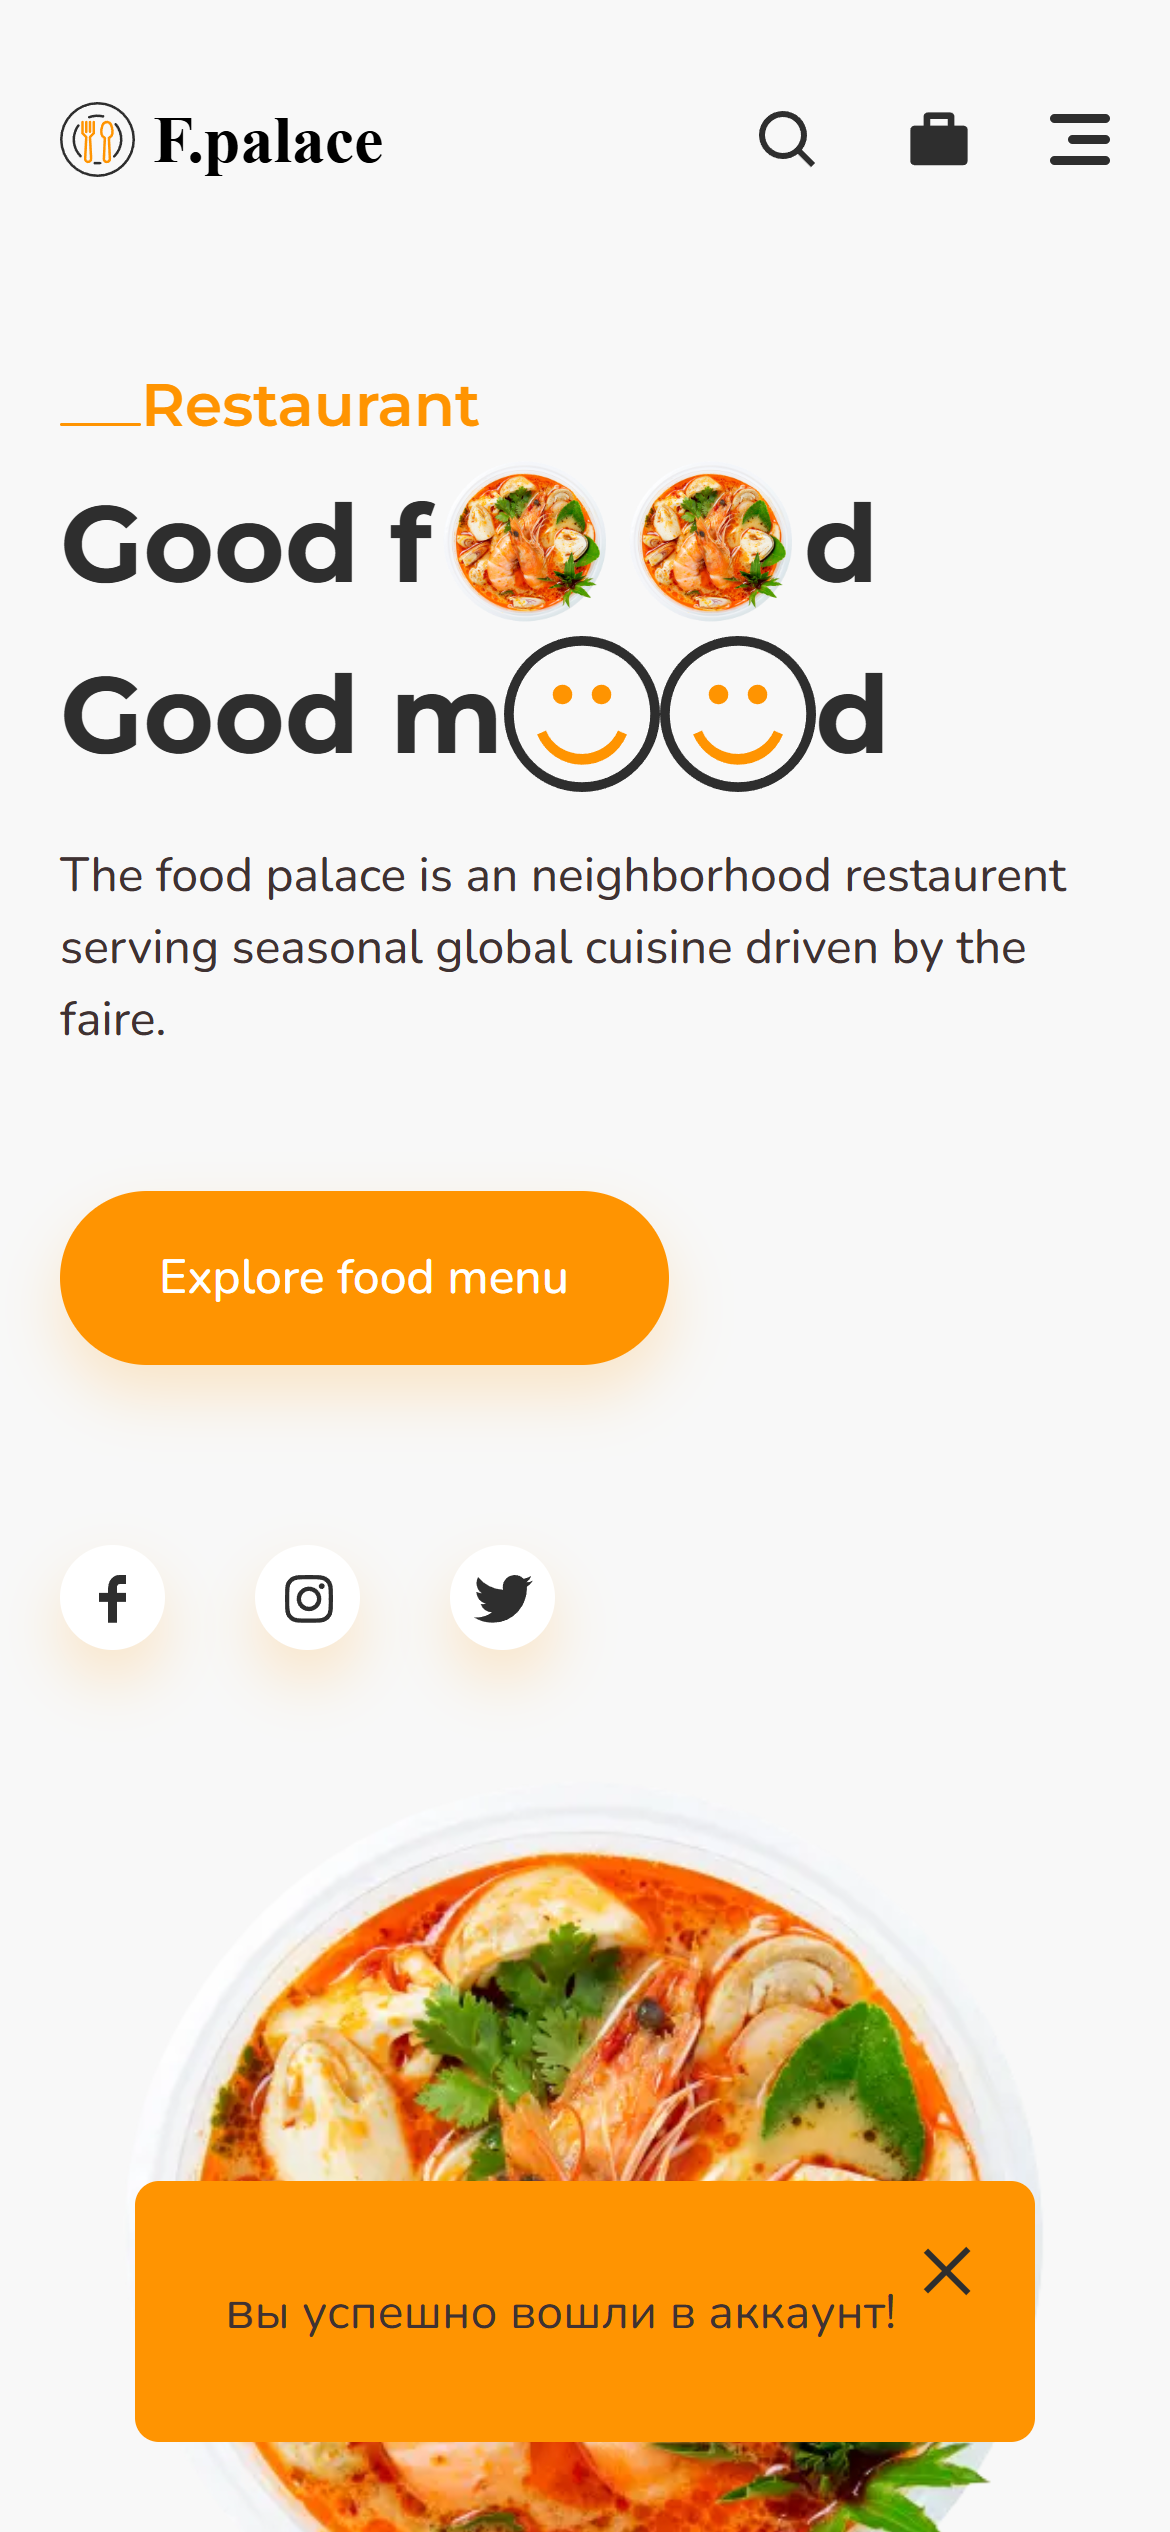 F.palace
Restaurant
Good f d
Good m d
The food palace is an neighborhood restaurent
serving seasonal global cuisine driven by the
faire.
Explore food menu
вы успешно вошли в аккаунт!